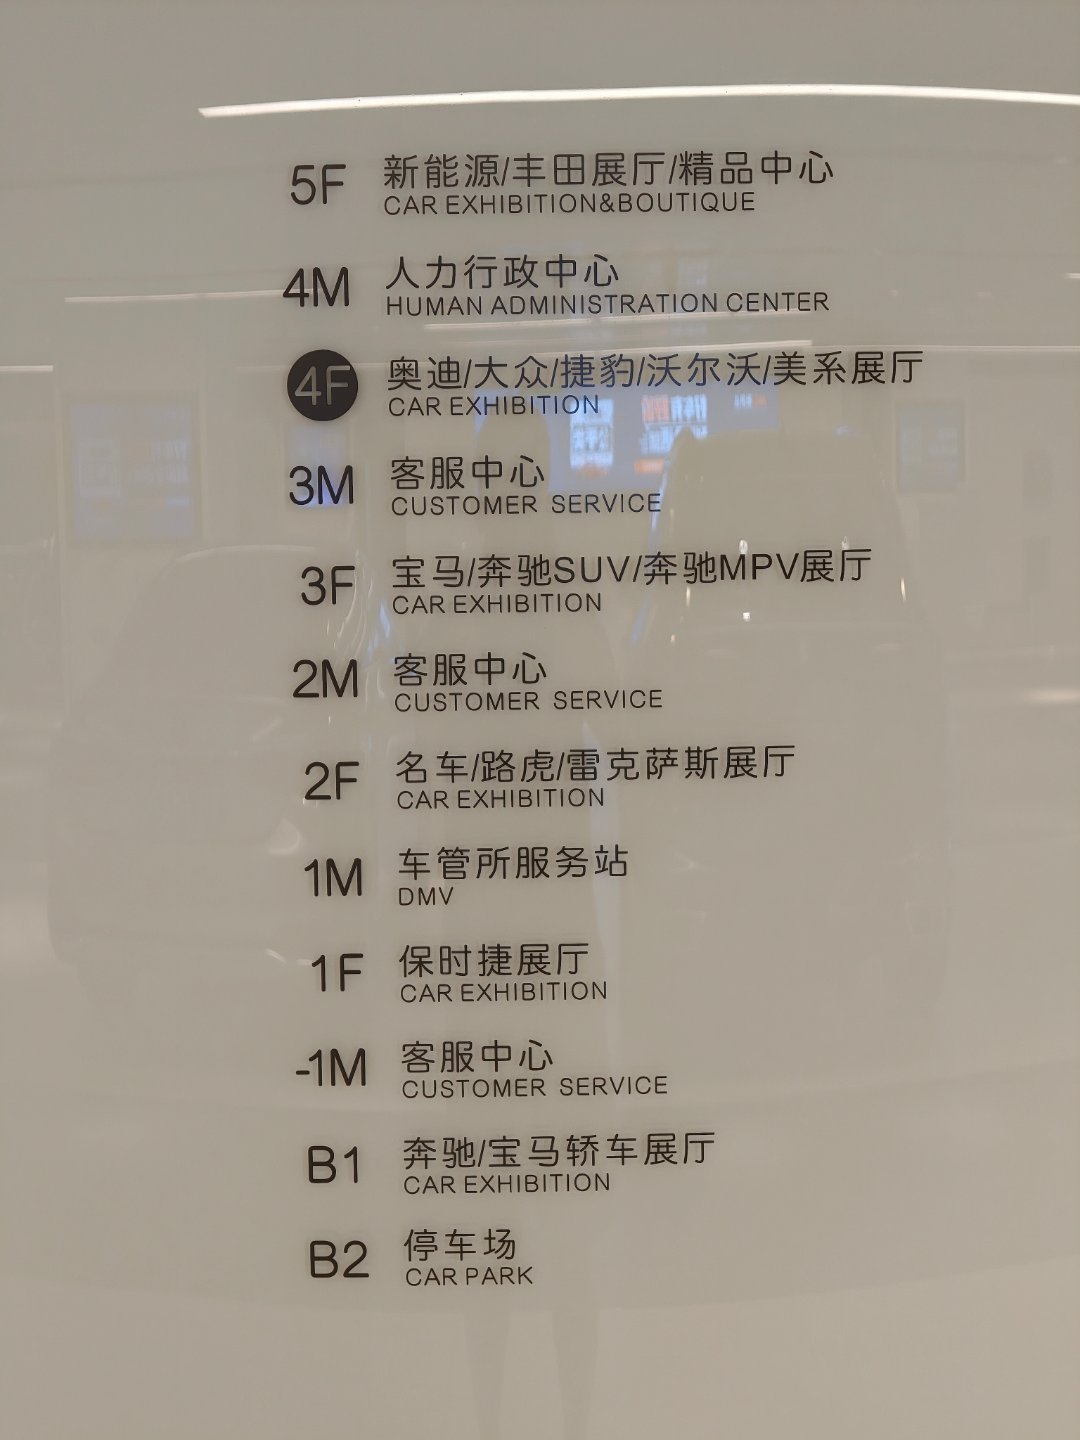 5F 新能源/丰田展厅/精品中心
CAR EXHIBITION&BOUTIQUE
4M 人力行政中心
HUMAN ADMINISTRATION CENTER
4F 奥迪/大众/捷豹/沃尔沃/美系展厅
CAR EXHIBITION
3M 客服中心
CUSTOMER SERVICE
3F 宝马/奔驰SUV/奔驰MPV展厅
CAR EXHIBITION
2M 客服中心
CUSTOMER SERVICE
2F 名车/路虎/雷克萨斯展厅
CAR EXHIBITION
1M 车管所服务站
DMV
1F 保时捷展厅
CAR EXHIBITION
-1M 客服中心
CUSTOMER SERVICE
B1 奔驰/宝马轿车展厅
CAR EXHIBITION
B2 停车场
CAR PARK